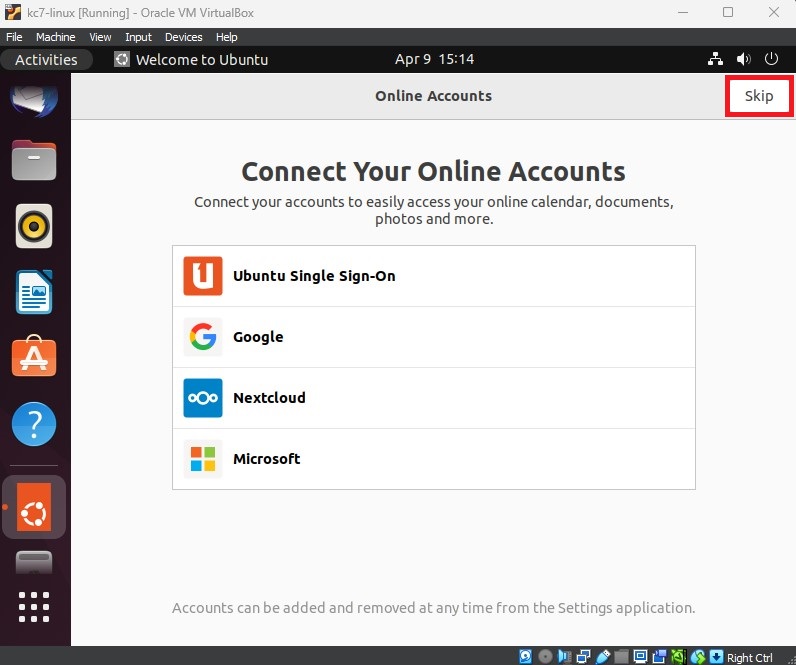 kc7-linux [Running] - Oracle VM VirtualBox
File Machine View Input Devices Help
Activities Welcome to Ubuntu Apr 9 15:14
Online Accounts Skip
Connect Your Online Accounts
Connect your accounts to easily access your online calendar, documents,
photos and more.
Ubuntu Single Sign-On
Google
Nextcloud
Microsoft
Accounts can be added and removed at any time from the Settings application.
Right Ctrl